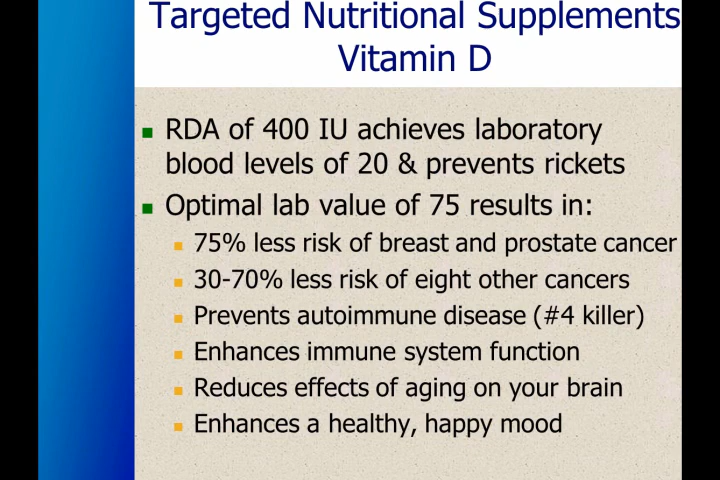 Targeted Nutritional Supplements
Vitamin D
RDA of 400 IU achieves laboratory
blood levels of 20 & prevents rickets
Optimal lab value of 75 results in:
75% less risk of breast and prostate cancer
30-70% less risk of eight other cancers
Prevents autoimmune disease (#4 killer)
Enhances immune system function
Reduces effects of aging on your brain
Enhances a healthy, happy mood